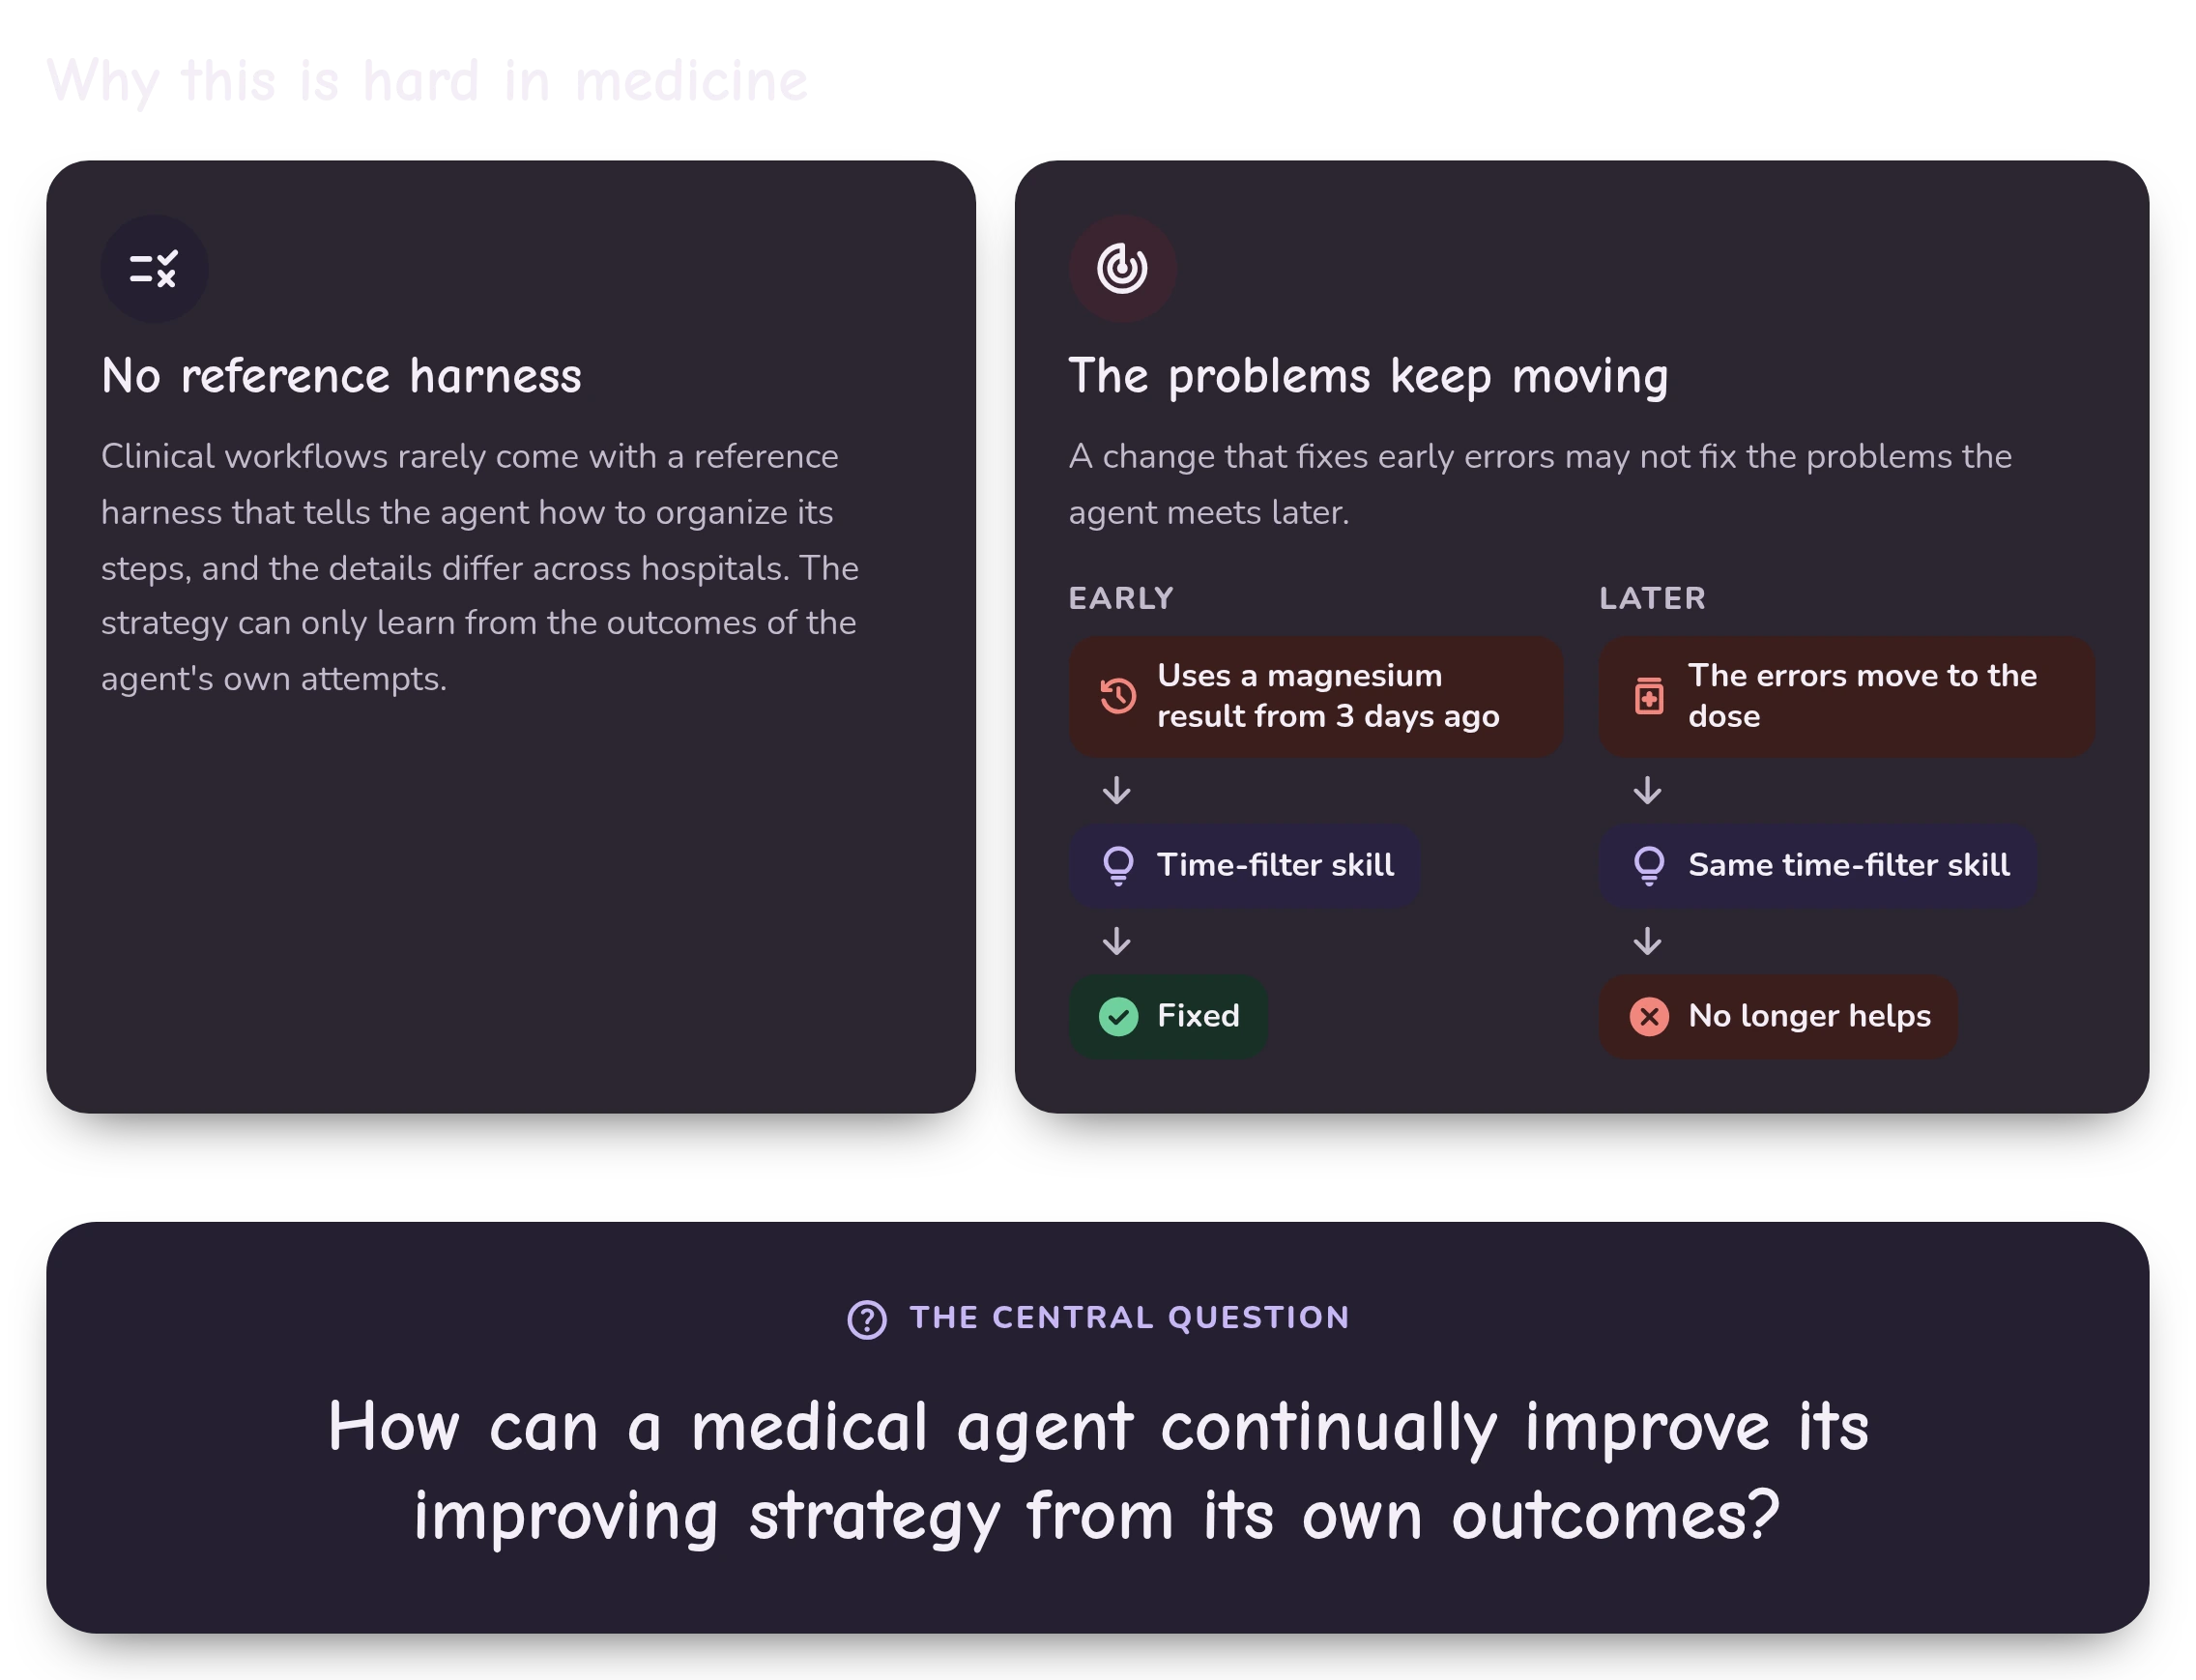 Why this is hard in medicine
No reference harness
Clinical workflows rarely come with a reference
harness that tells the agent how to organize its
steps, and the details differ across hospitals. The
strategy can only learn from the outcomes of the
agent's own attempts.
The problems keep moving
A change that fixes early errors may not fix the problems the
agent meets later.
EARLY
Uses a magnesium
result from 3 days ago
Time-filter skill
Fixed
LATER
The errors move to the
dose
Same time-filter skill
No longer helps
THE CENTRAL QUESTION
How can a medical agent continually improve its
improving strategy from its own outcomes?